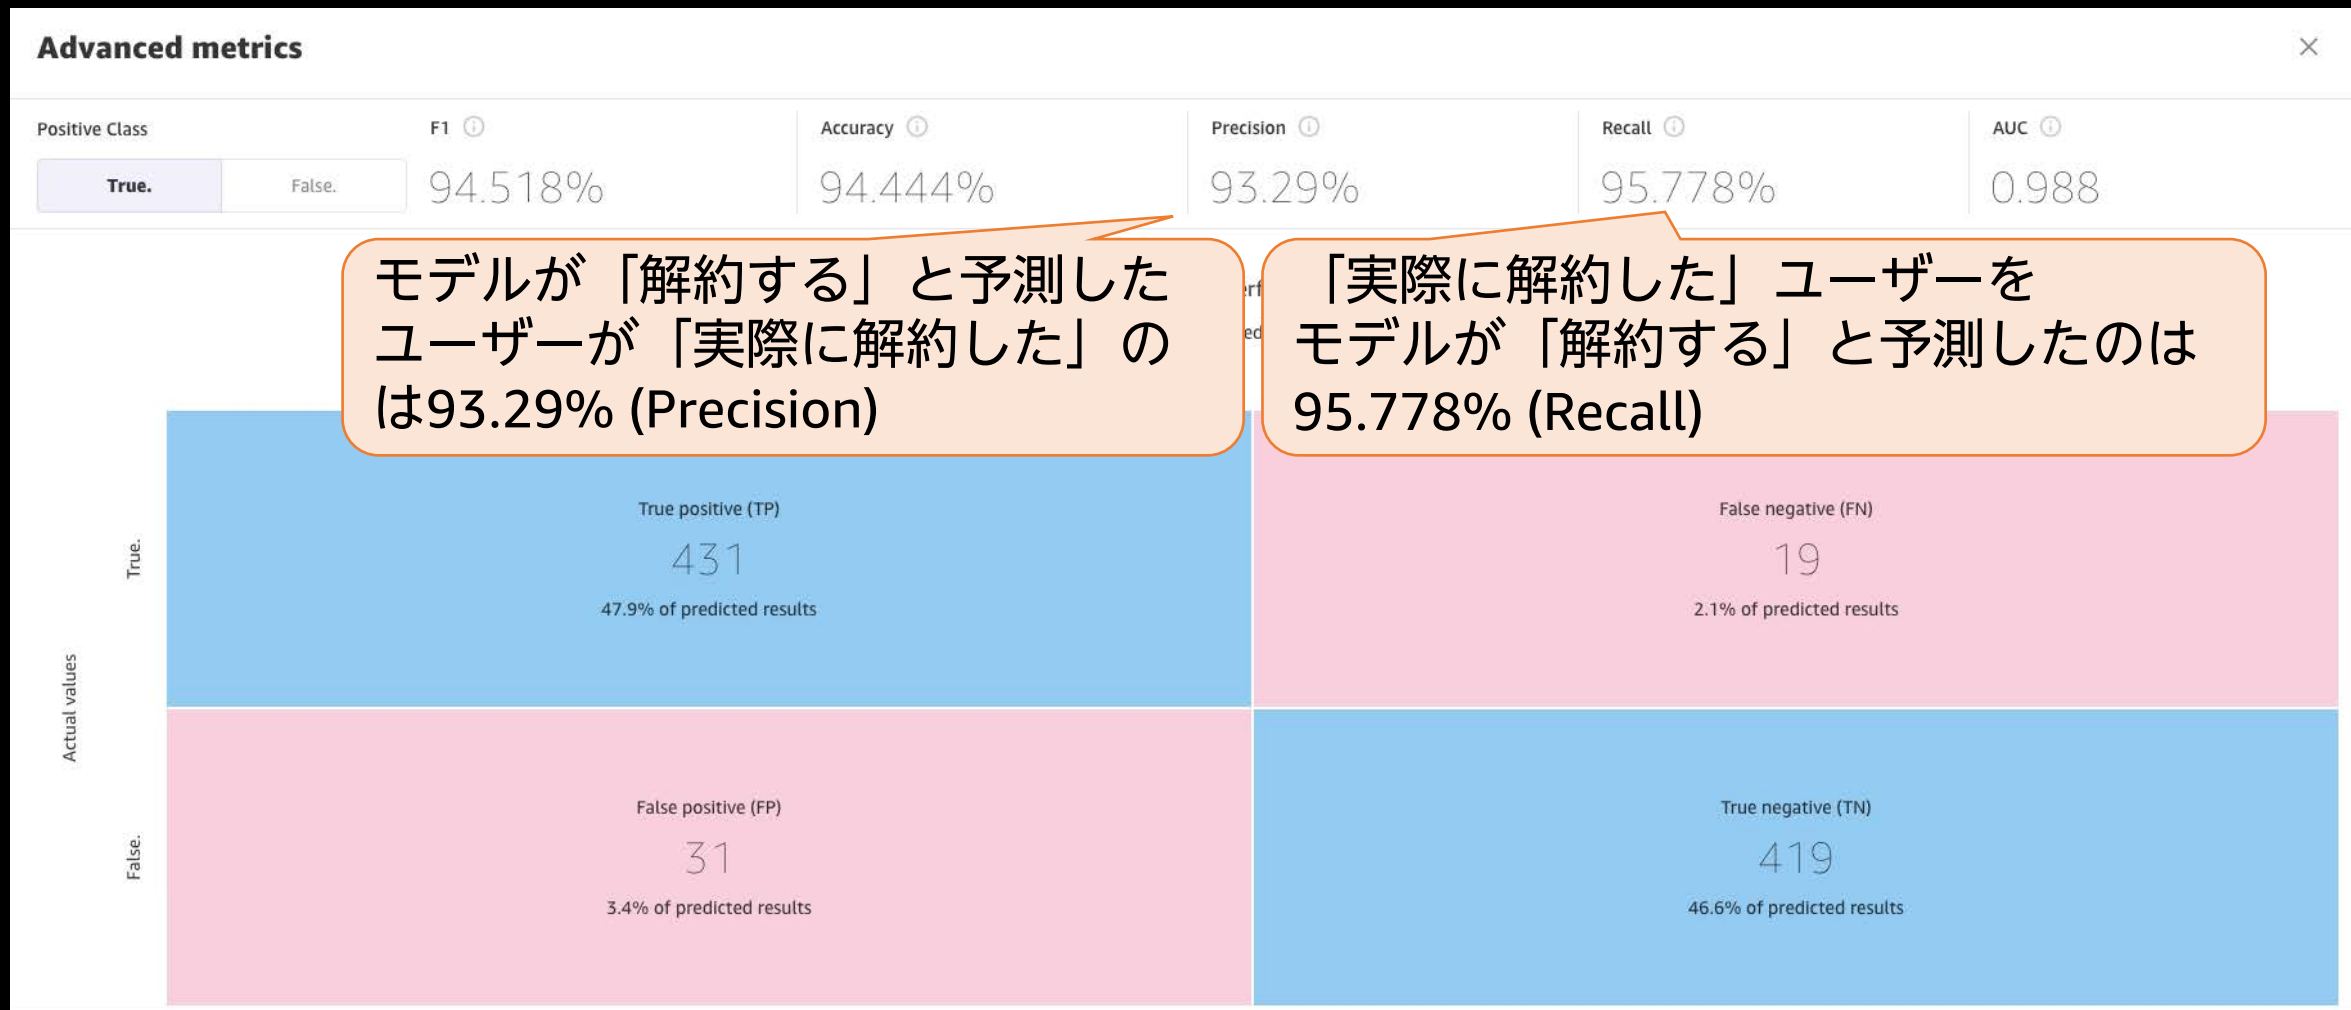 Advanced metrics
Positive Class
True.
False.
F1
94.518%
Accuracy
94.444%
Precision
93.29%
Recall
95.778%
AUC
0.988
モデルが「解約する」と予測した
ユーザーが「実際に解約した」の
は93.29% (Precision)
「実際に解約した」ユーザーを
モデルが「解約する」と予測したのは
95.778% (Recall)
Actual values
True.
True positive (TP)
431
47.9% of predicted results
False negative (FN)
19
2.1% of predicted results
False.
False positive (FP)
31
3.4% of predicted results
True negative (TN)
419
46.6% of predicted results